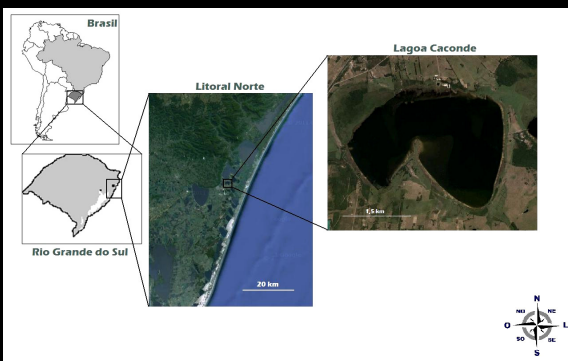 Brasil
Lagoa Caconde
Litoral Norte
1,5 km
Rio Grande do Sul
20 km
N
NO NE
O L
SO SE
S